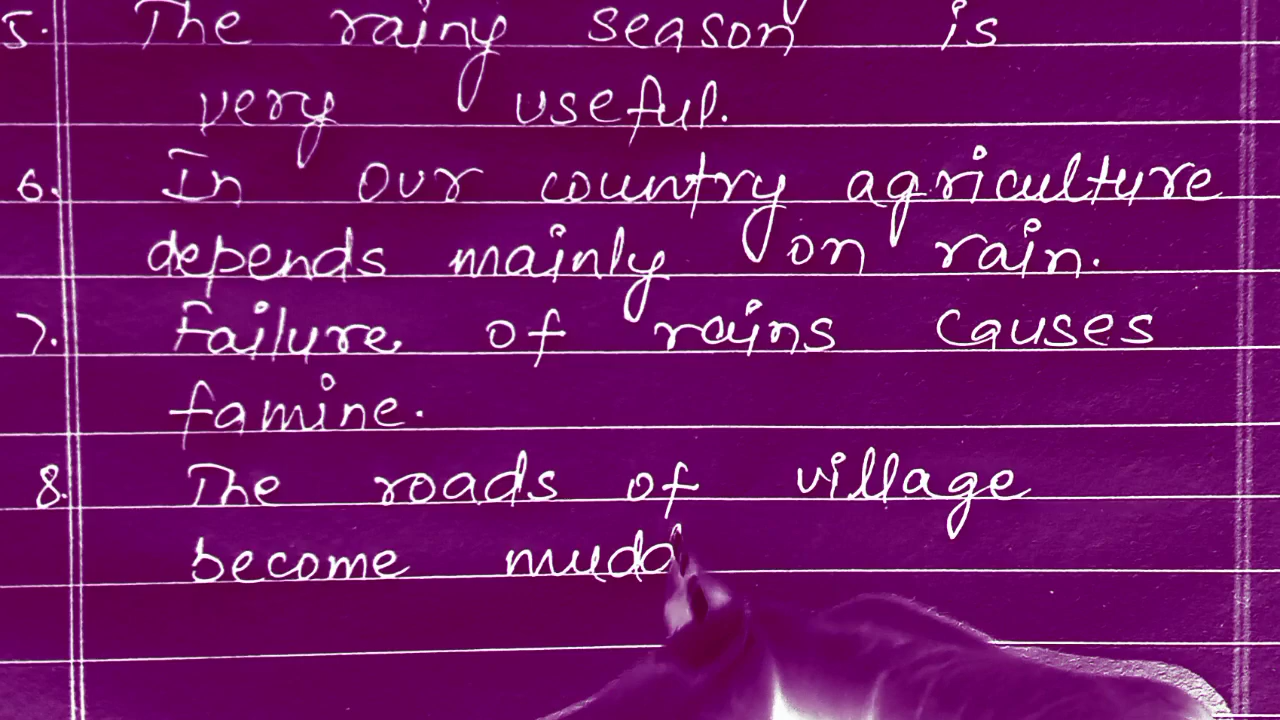 5. The rainy season is
very useful.
6. In our country agriculture
depends mainly on rain.
7. Failure of rains causes
famine.
8. The roads of village
become